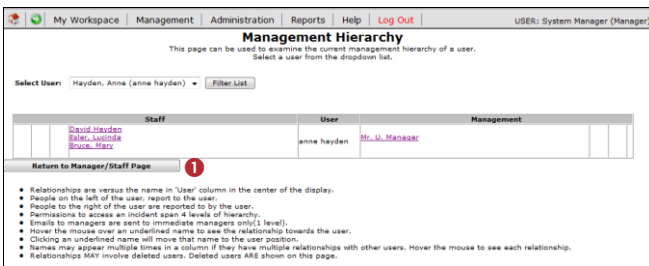 My Workspace | Management | Administration | Reports | Help | Log Out | USER: System Manager (Manager)
Management Hierarchy
This page can be used to examine the current management hierarchy of a user.
Select a user from the dropdown list.
Select User: Hayden, Anne (anne hayden) Filter List
Staff User Management
David Hayden
Esler, Lucinda
Bruce, Mary
anne hayden
Mr. U. Manager
Return to Manager/Staff Page 1
• Relationships are versus the name in 'User' column in the center of the display.
• People on the left of the user, report to the user.
• People to the right of the user are reported to by the user.
• Permissions to access an incident span 4 levels of hierarchy.
• Emails to managers are sent to immediate managers only(1 level).
• Hover the mouse over an underlined name to see the relationship towards the user.
• Clicking an underlined name will move that name to the user position.
• Names may appear multiple times in a column if they have multiple relationships with other users. Hover the mouse to see each relationship.
• Relationships MAY involve deleted users. Deleted users ARE shown on this page.